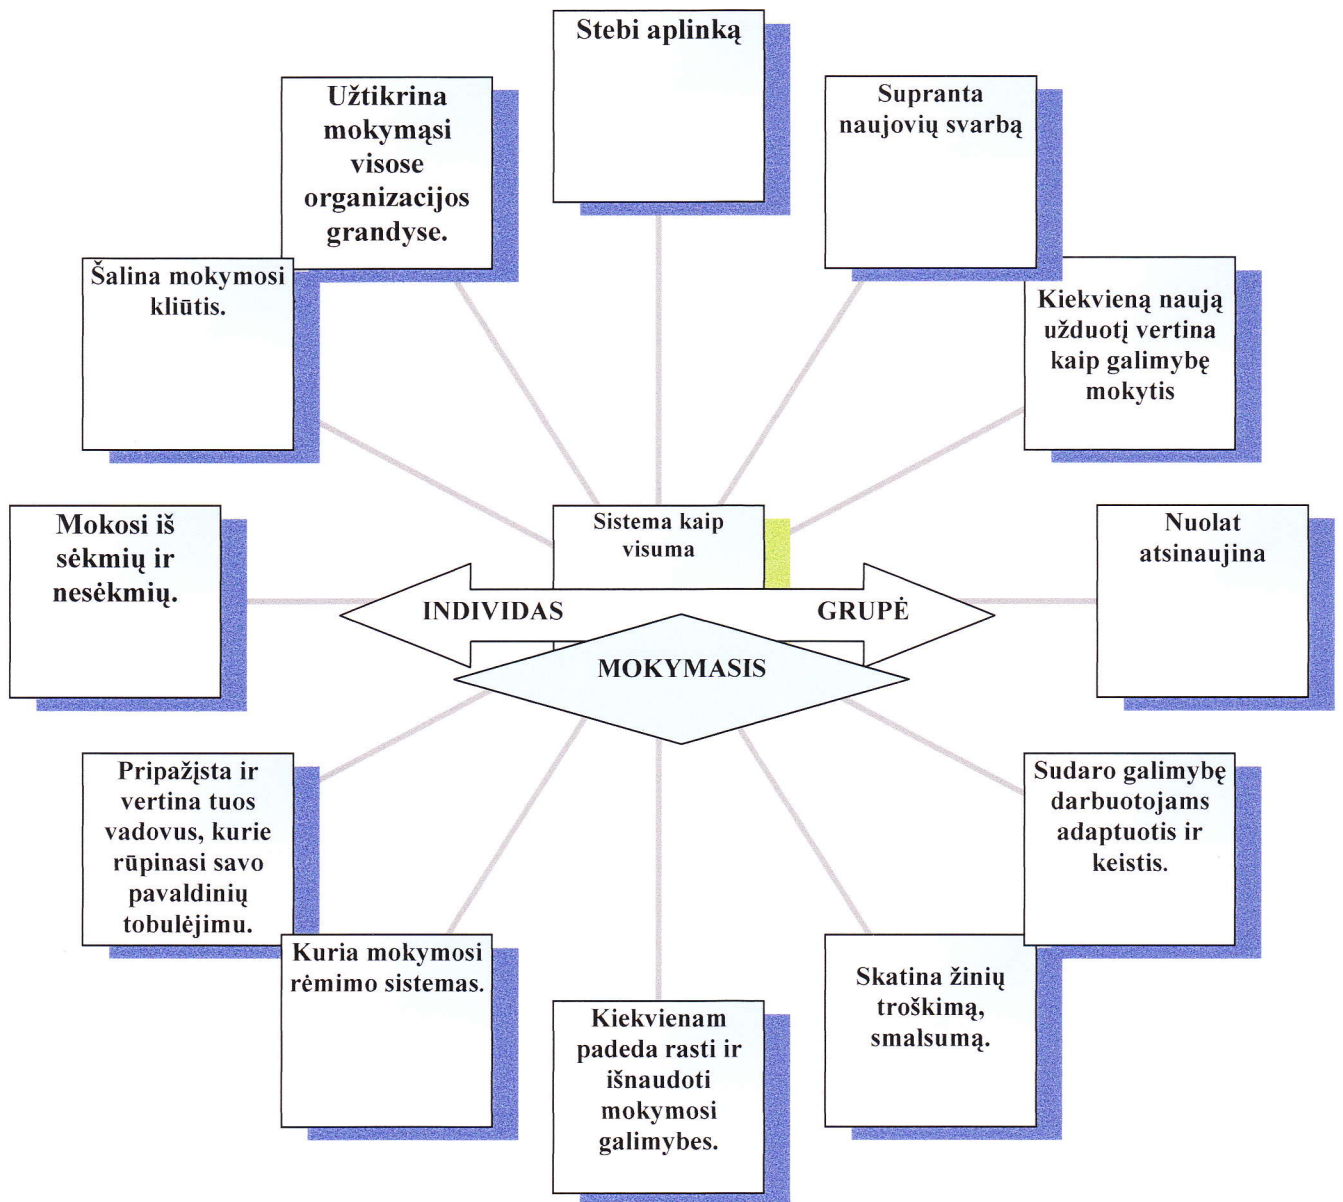 Stebi aplinką
Užtikrina
mokymąsi
visose
organizacijos
grandyse.
Supranta
naujovių svarbą
Šalina mokymosi
kliūtis.
Kiekvieną naują
užduotį vertina
kaip galimybę
mokytis
Mokosi iš
sėkmių ir
nesėkmių.
Sistema kaip
visuma
Nuolat
atsinaujina
INDIVIDAS
GRUPĖ
MOKYMASIS
Pripažįsta ir
vertina tuos
vadovus, kurie
rūpinasi savo
pavaldinių
tobulėjimu.
Sudaro galimybę
darbuotojams
adaptuotis ir
keistis.
Kuria mokymosi
rėmimo sistemas.
Skatina žinių
troškimą,
smalsumą.
Kiekvienam
padeda rasti ir
išnaudoti
mokymosi
galimybes.